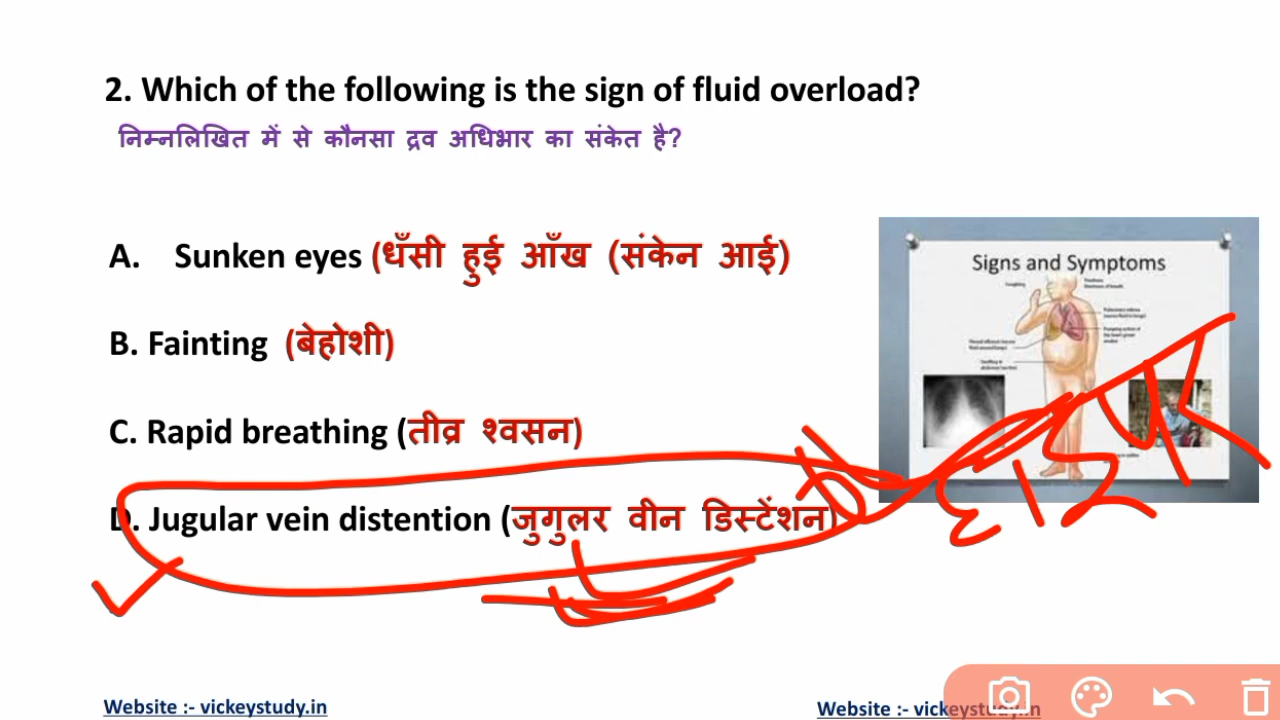 2. Which of the following is the sign of fluid overload?
निम्नलिखित में से कौनसा द्रव अधिभार का संकेत है?
A. Sunken eyes (धँसी हुई आँख (संकेन आई)
B. Fainting (बेहोशी)
C. Rapid breathing (तीव्र श्वसन)
D. Jugular vein distention (जुगुलर वीन डिस्टेंशन)
Signs and Symptoms
Website :- vickeystudy.in
Website :- vickeystudy.in